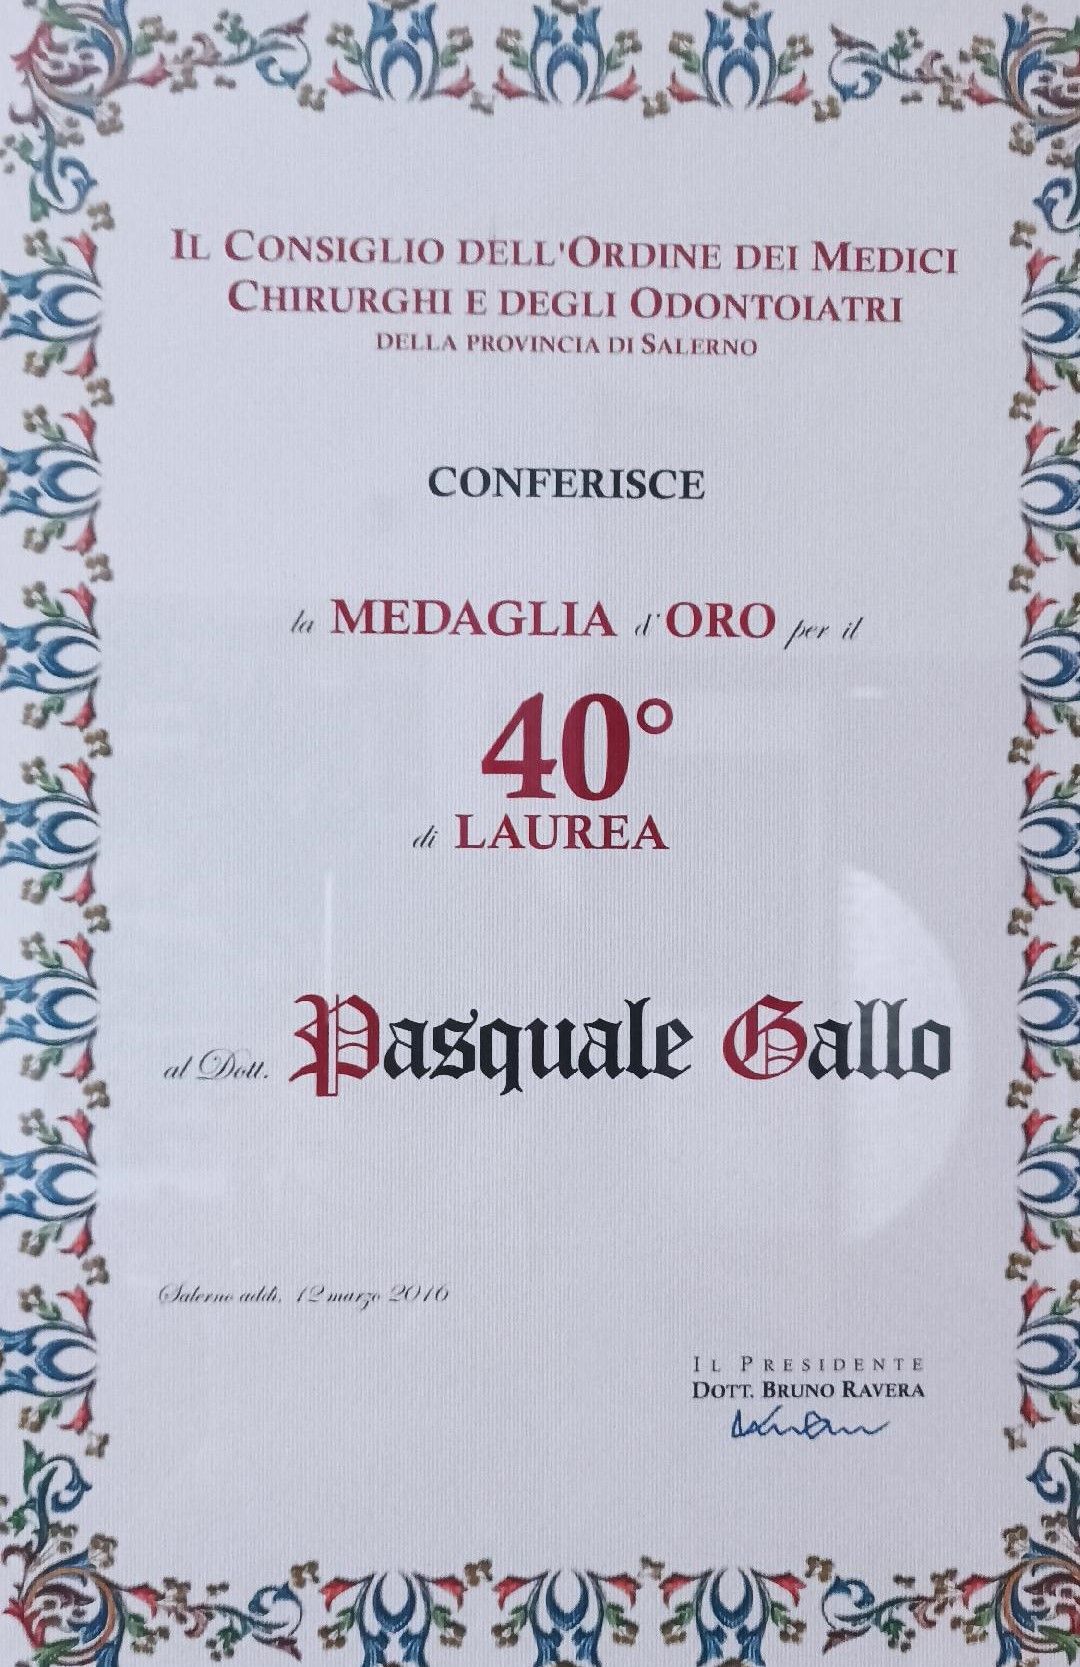 IL CONSIGLIO DELL'ORDINE DEI MEDICI
CHIRURGHI E DEGLI ODONTOIATRI
DELLA PROVINCIA DI SALERNO
CONFERISCE
la MEDAGLIA d'ORO per il
40°
di LAUREA
al Dott. Pasquale Gallo
Salerno addì, 12 marzo 2016
IL PRESIDENTE
DOTT. BRUNO RAVERA